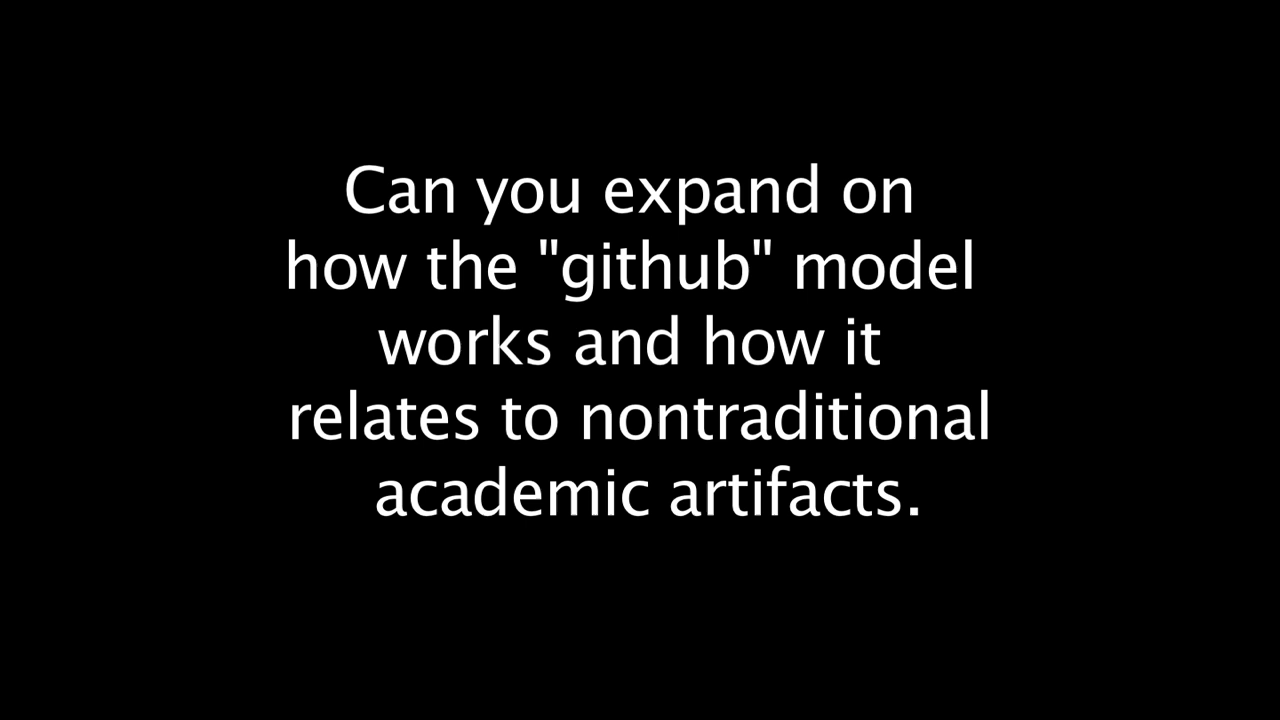 Can you expand on
how the "github" model
works and how it
relates to nontraditional
academic artifacts.